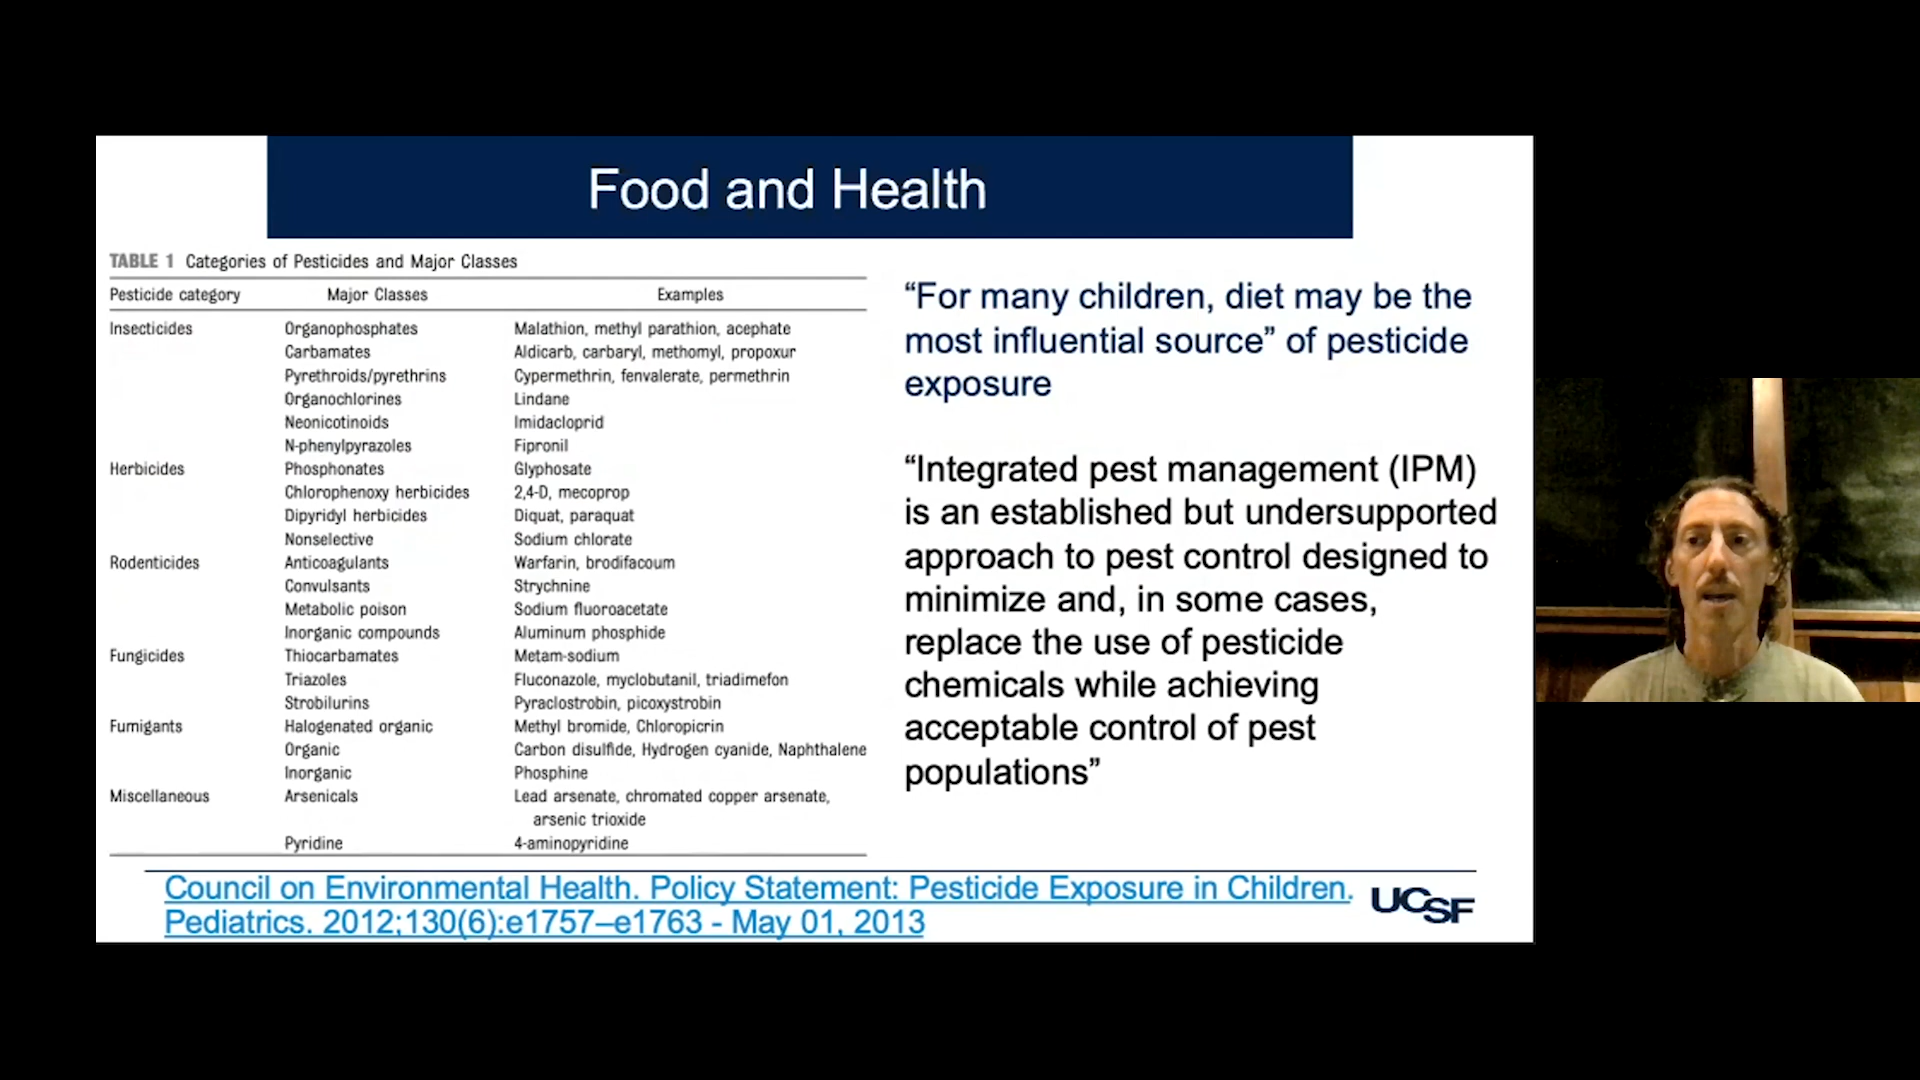 Food and Health
TABLE 1 Categories of Pesticides and Major Classes
Pesticide category Major Classes Examples
Insecticides Organophosphates Malathion, methyl parathion, acephate
Carbamates Aldicarb, carbaryl, methomyl, propoxur
Pyrethroids/pyrethrins Cypermethrin, fenvalerate, permethrin
Organochlorines Lindane
Neonicotinoids Imidacloprid
N-phenylpyrazoles Fipronil
Herbicides Phosphonates Glyphosate
Chlorophenoxy herbicides 2,4-D, mecoprop
Dipyridyl herbicides Diquat, paraquat
Nonselective Sodium chlorate
Rodenticides Anticoagulants Warfarin, brodifacoum
Convulsants Strychnine
Metabolic poison Sodium fluoroacetate
Inorganic compounds Aluminum phosphide
Fungicides Thiocarbamates Metam-sodium
Triazoles Fluconazole, myclobutanil, triadimefon
Strobilurins Pyraclostrobin, picoxystrobin
Fumigants Halogenated organic Methyl bromide, Chloropicrin
Organic Carbon disulfide, Hydrogen cyanide, Naphthalene
Inorganic Phosphine
Miscellaneous Arsenicals Lead arsenate, chromated copper arsenate,
arsenic trioxide
Pyridine 4-aminopyridine
“For many children, diet may be the
most influential source” of pesticide
exposure
“Integrated pest management (IPM)
is an established but undersupported
approach to pest control designed to
minimize and, in some cases,
replace the use of pesticide
chemicals while achieving
acceptable control of pest
populations”
Council on Environmental Health. Policy Statement: Pesticide Exposure in Children.
Pediatrics. 2012;130(6):e1757–e1763 - May 01, 2013
UCSF